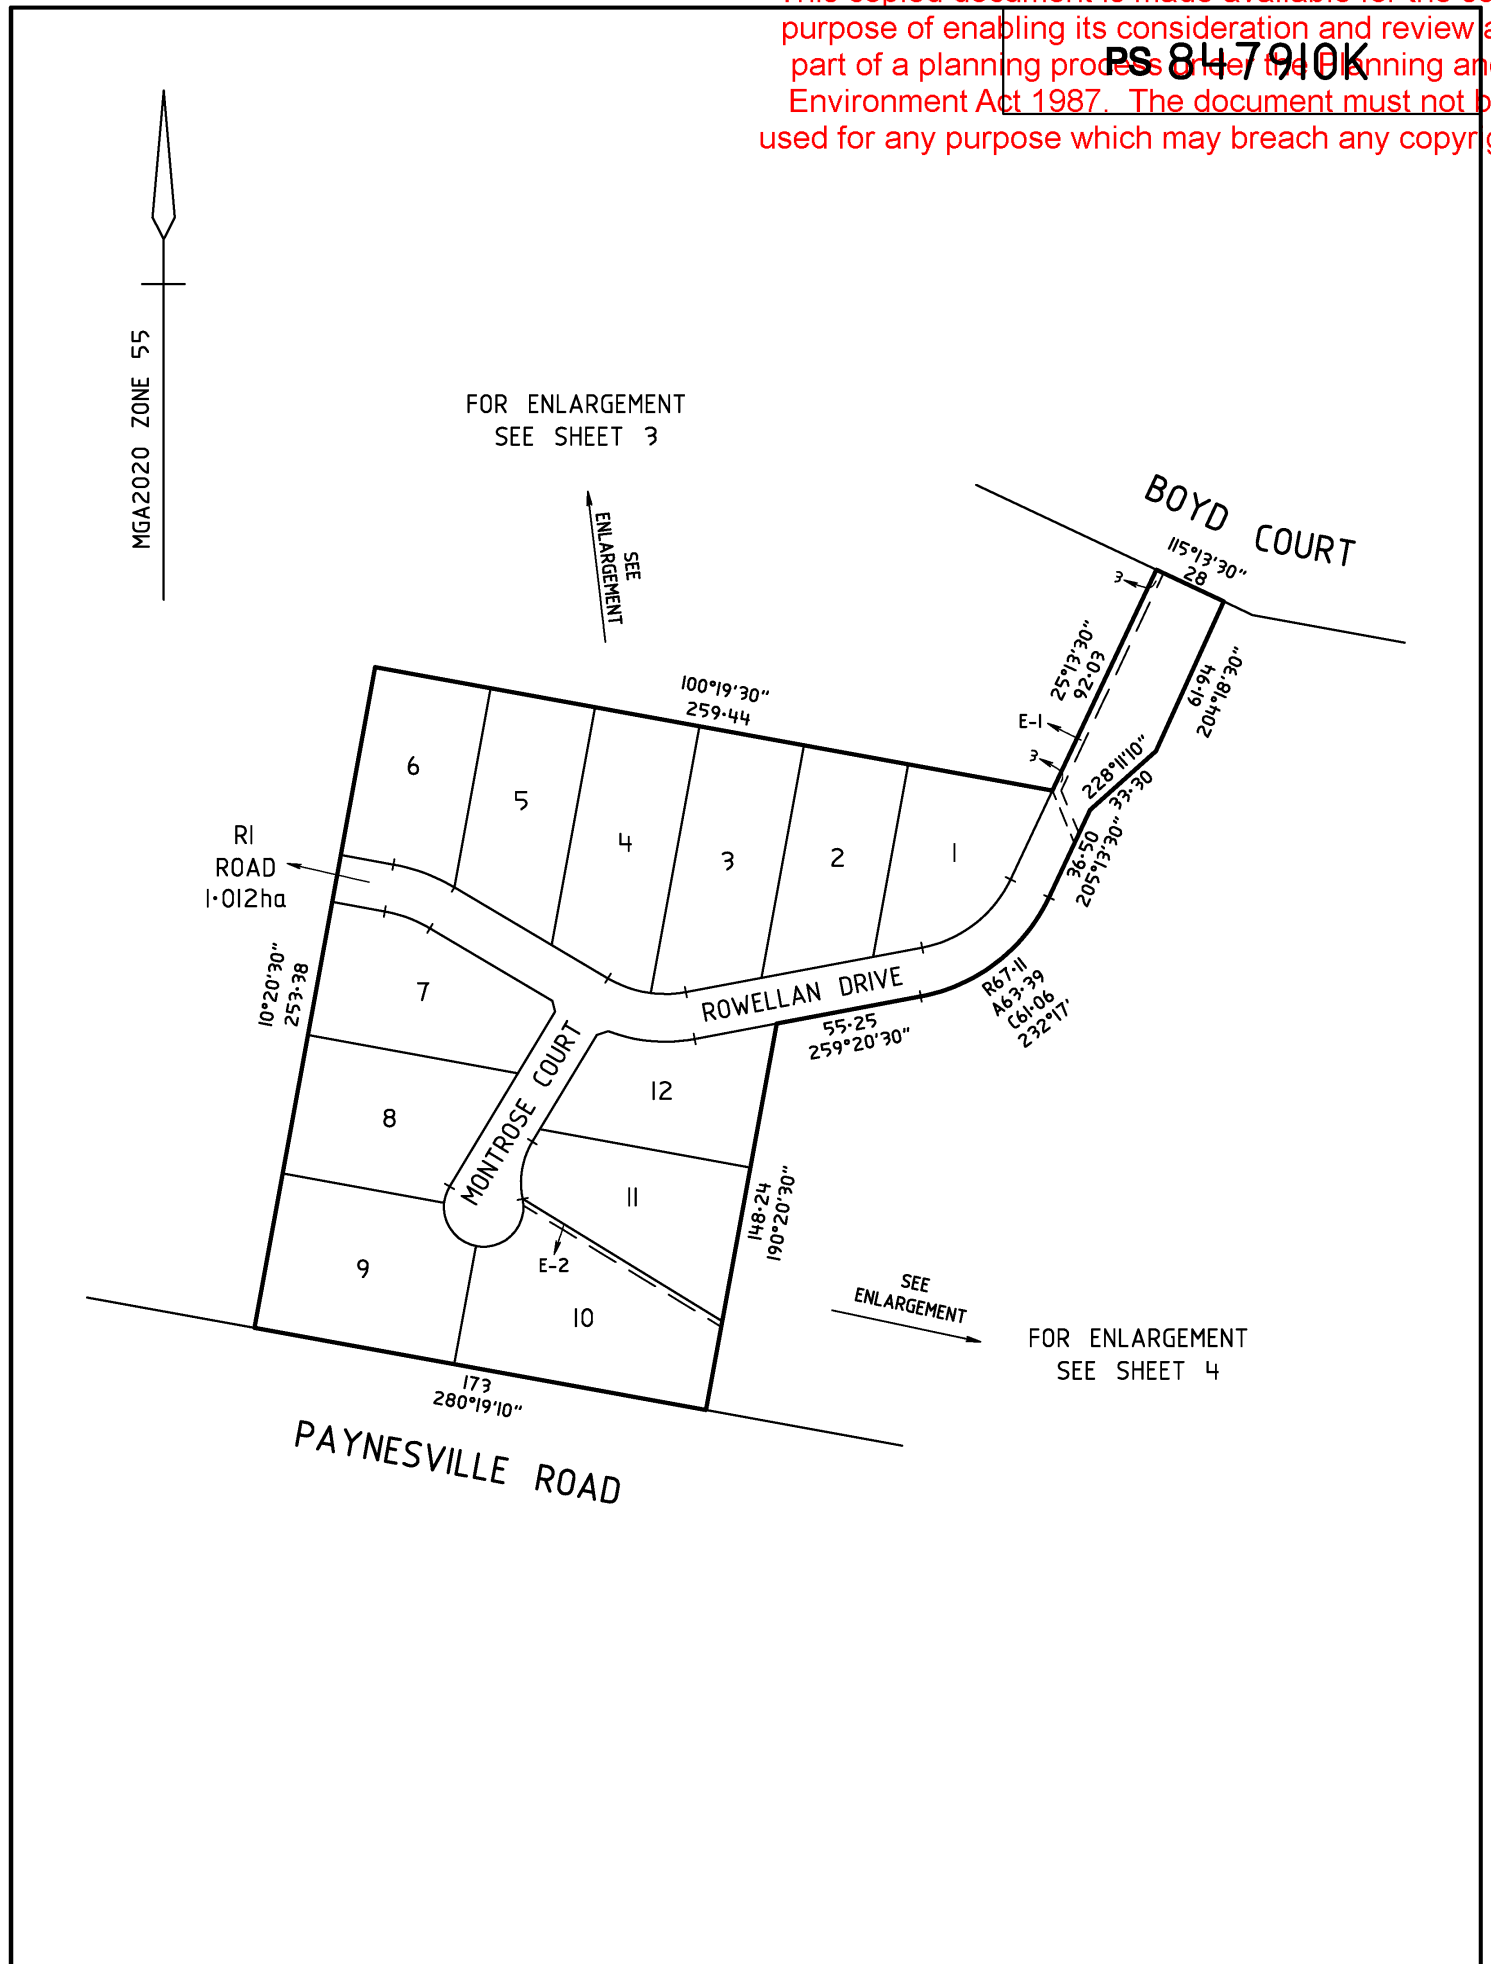 purpose of enabling its consideration and review
part of a planning process under the Planning
Environment Act 1987. The document must not
used for any purpose which may breach any
PS 847910K
MGA2020 ZONE 55
FOR ENLARGEMENT
SEE SHEET 3
SEE
ENLARGEMENT
BOYD COURT
115°13'30"
28
3
25°13'30"
92·03
61·94
204°18'30"
E-1
3
228°11'10"
33·30
36·50
205°13'30"
100°19'30"
259·44
6
5
4
3
2
1
R1
ROAD
1·012ha
10°20'30"
253·38
7
ROWELLAN DRIVE
55·25
259°20'30"
R67·11
A63·39
C61·06
232°17'
MONTROSE COURT
12
8
11
148·24
190°20'30"
9
E-2
10
SEE
ENLARGEMENT
FOR ENLARGEMENT
SEE SHEET 4
173
280°19'10"
PAYNESVILLE ROAD